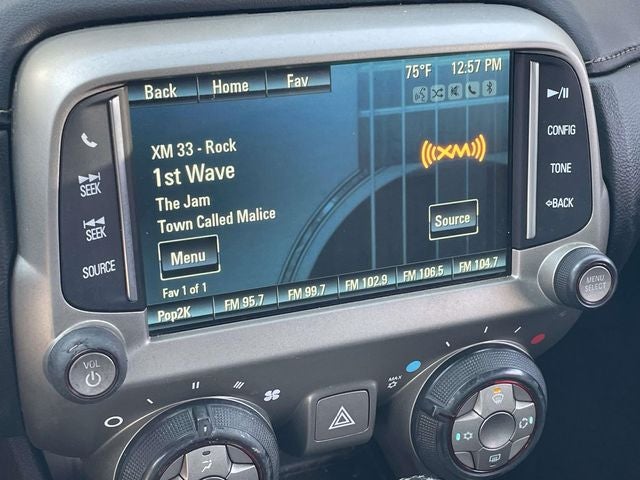 Back Home Fav
75°F 12:57 PM
XM 33 - Rock
1st Wave
The Jam
Town Called Malice
((XM))
Menu
Source
Fav 1 of 1
Pop2K FM 95.7 FM 99.7 FM 102.9 FM 106.5 FM 104.7
SEEK
SEEK
SOURCE
CONFIG
TONE
BACK
VOL
MENU
SELECT
MAX